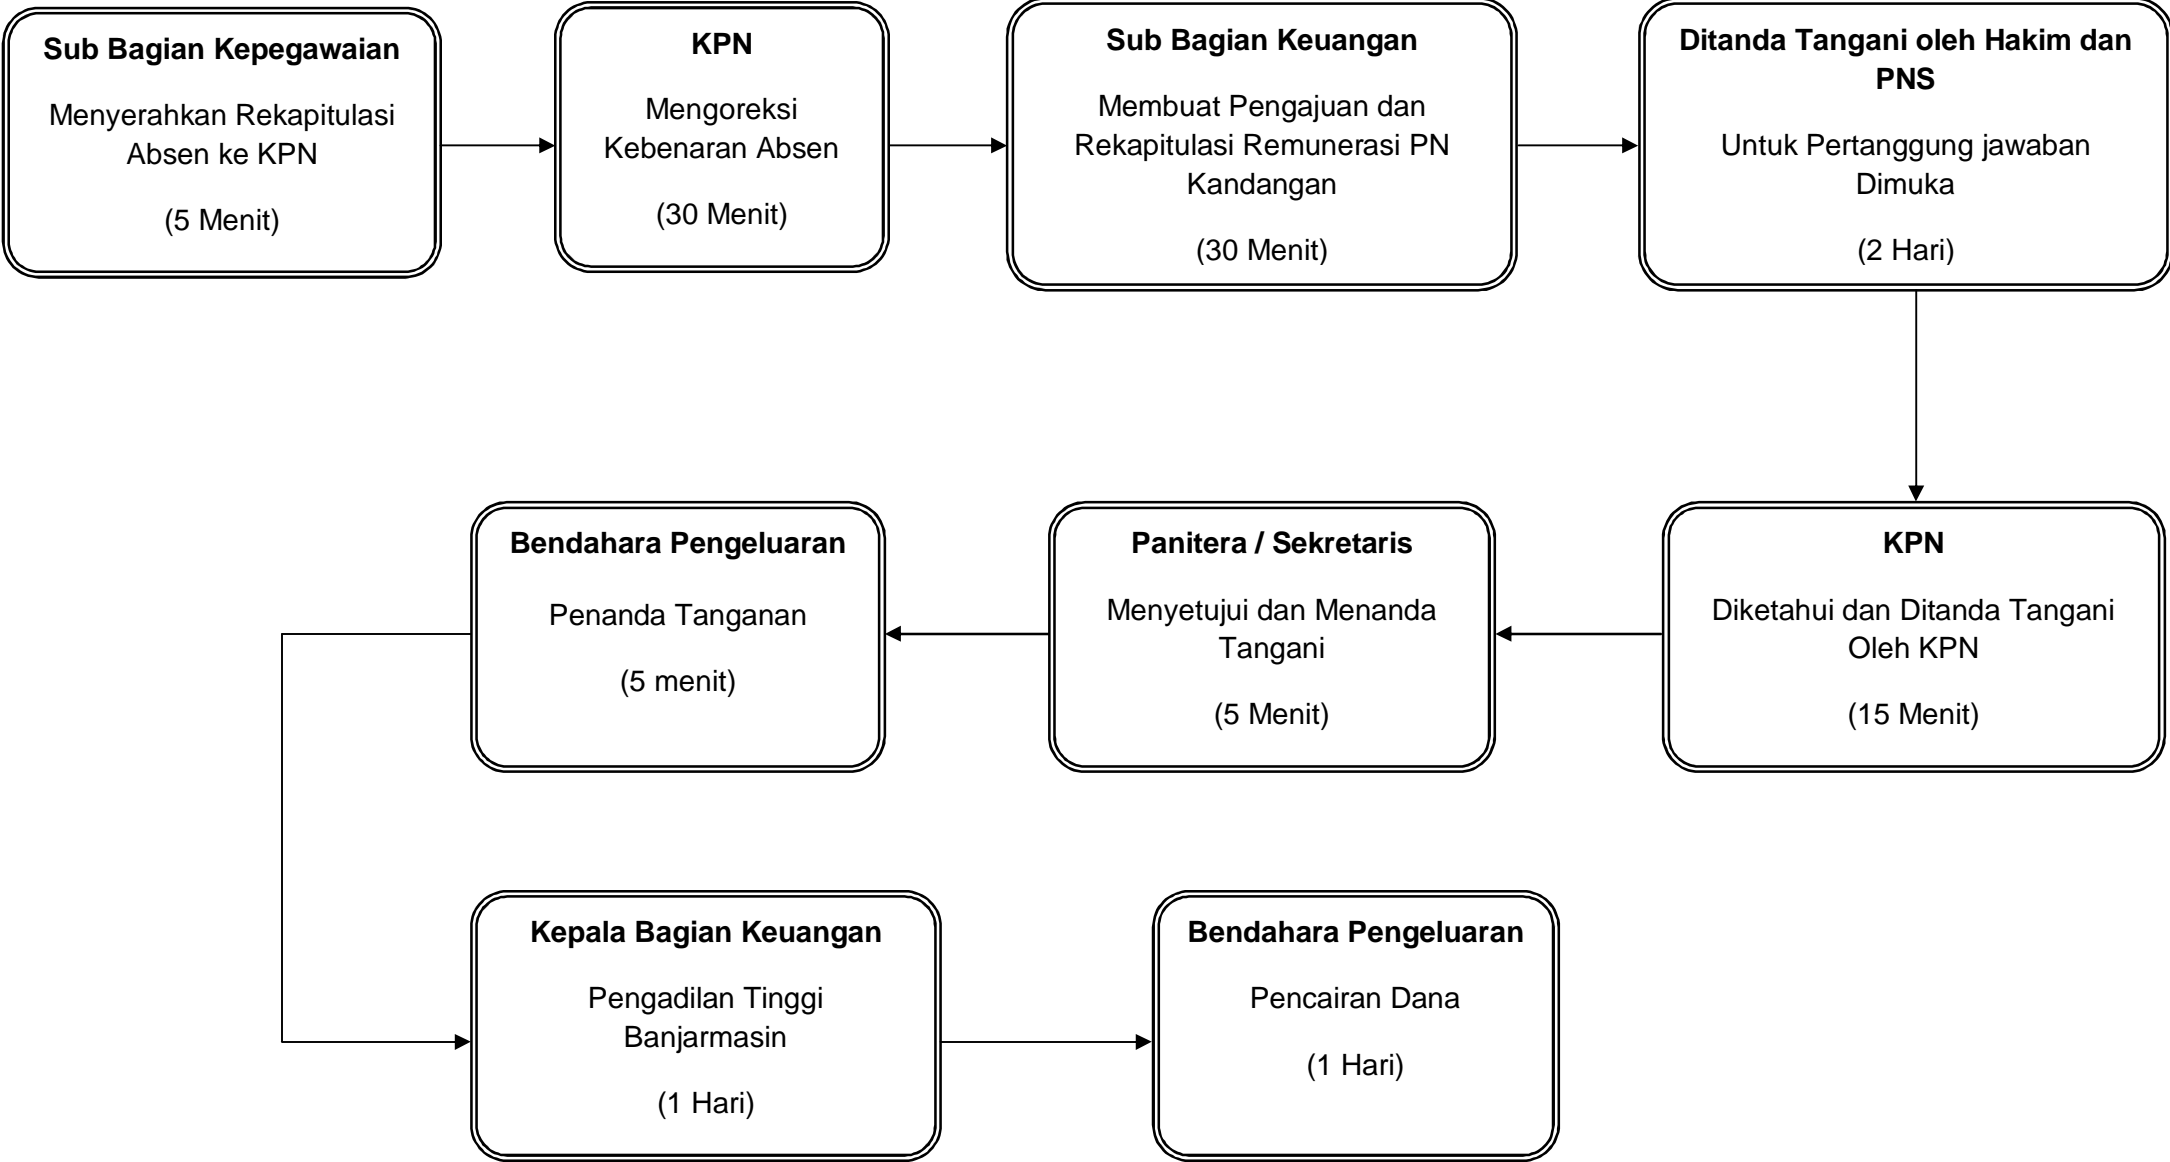 Sub Bagian Kepegawaian
Menyerahkan Rekapitulasi
Absen ke KPN
(5 Menit)
KPN
Mengoreksi
Kebenaran Absen
(30 Menit)
Sub Bagian Keuangan
Membuat Pengajuan dan
Rekapitulasi Remunerasi PN
Kandangan
(30 Menit)
Ditanda Tangani oleh Hakim dan
PNS
Untuk Pertanggung jawaban
Dimuka
(2 Hari)
KPN
Diketahui dan Ditanda Tangani
Oleh KPN
(15 Menit)
Panitera / Sekretaris
Menyetujui dan Menanda
Tangani
(5 Menit)
Bendahara Pengeluaran
Penanda Tanganan
(5 menit)
Kepala Bagian Keuangan
Pengadilan Tinggi
Banjarmasin
(1 Hari)
Bendahara Pengeluaran
Pencairan Dana
(1 Hari)